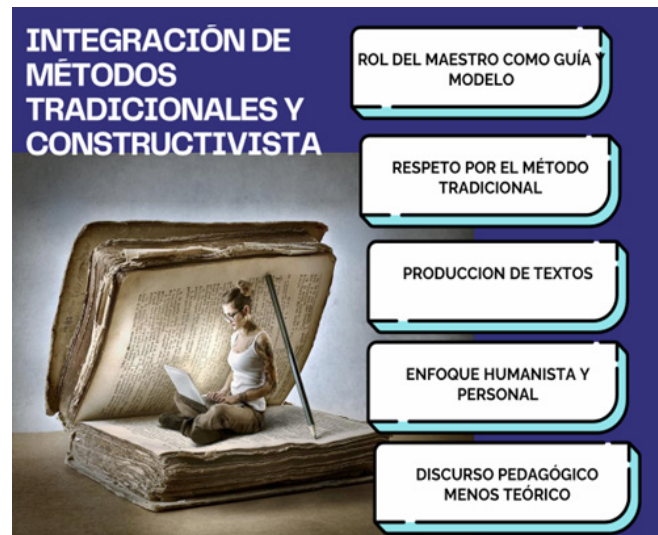 INTEGRACIÓN DE
MÉTODOS
TRADICIONALES Y
CONSTRUCTIVISTA
ROL DEL MAESTRO COMO GUÍA Y
MODELO
RESPETO POR EL MÉTODO
TRADICIONAL
PRODUCCION DE TEXTOS
ENFOQUE HUMANISTA Y
PERSONAL
DISCURSO PEDAGÓGICO
MENOS TEÓRICO